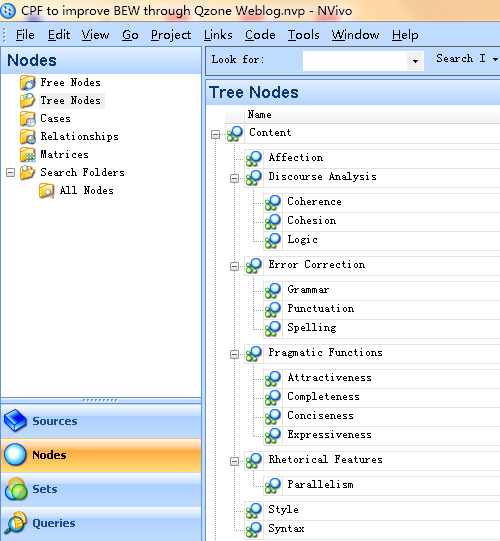 CPF to improve BEW through Qzone Weblog.nvp - NVivo
File Edit View Go Project Links Code Tools Window Help
Nodes
Free Nodes
Tree Nodes
Cases
Relationships
Matrices
Search Folders
All Nodes
Sources
Nodes
Sets
Queries
Look for: Search I
Tree Nodes
Name
Content
Affection
Discourse Analysis
Coherence
Cohesion
Logic
Error Correction
Grammar
Punctuation
Spelling
Pragmatic Functions
Attractiveness
Completeness
Conciseness
Expressiveness
Rhetorical Features
Parallelism
Style
Syntax